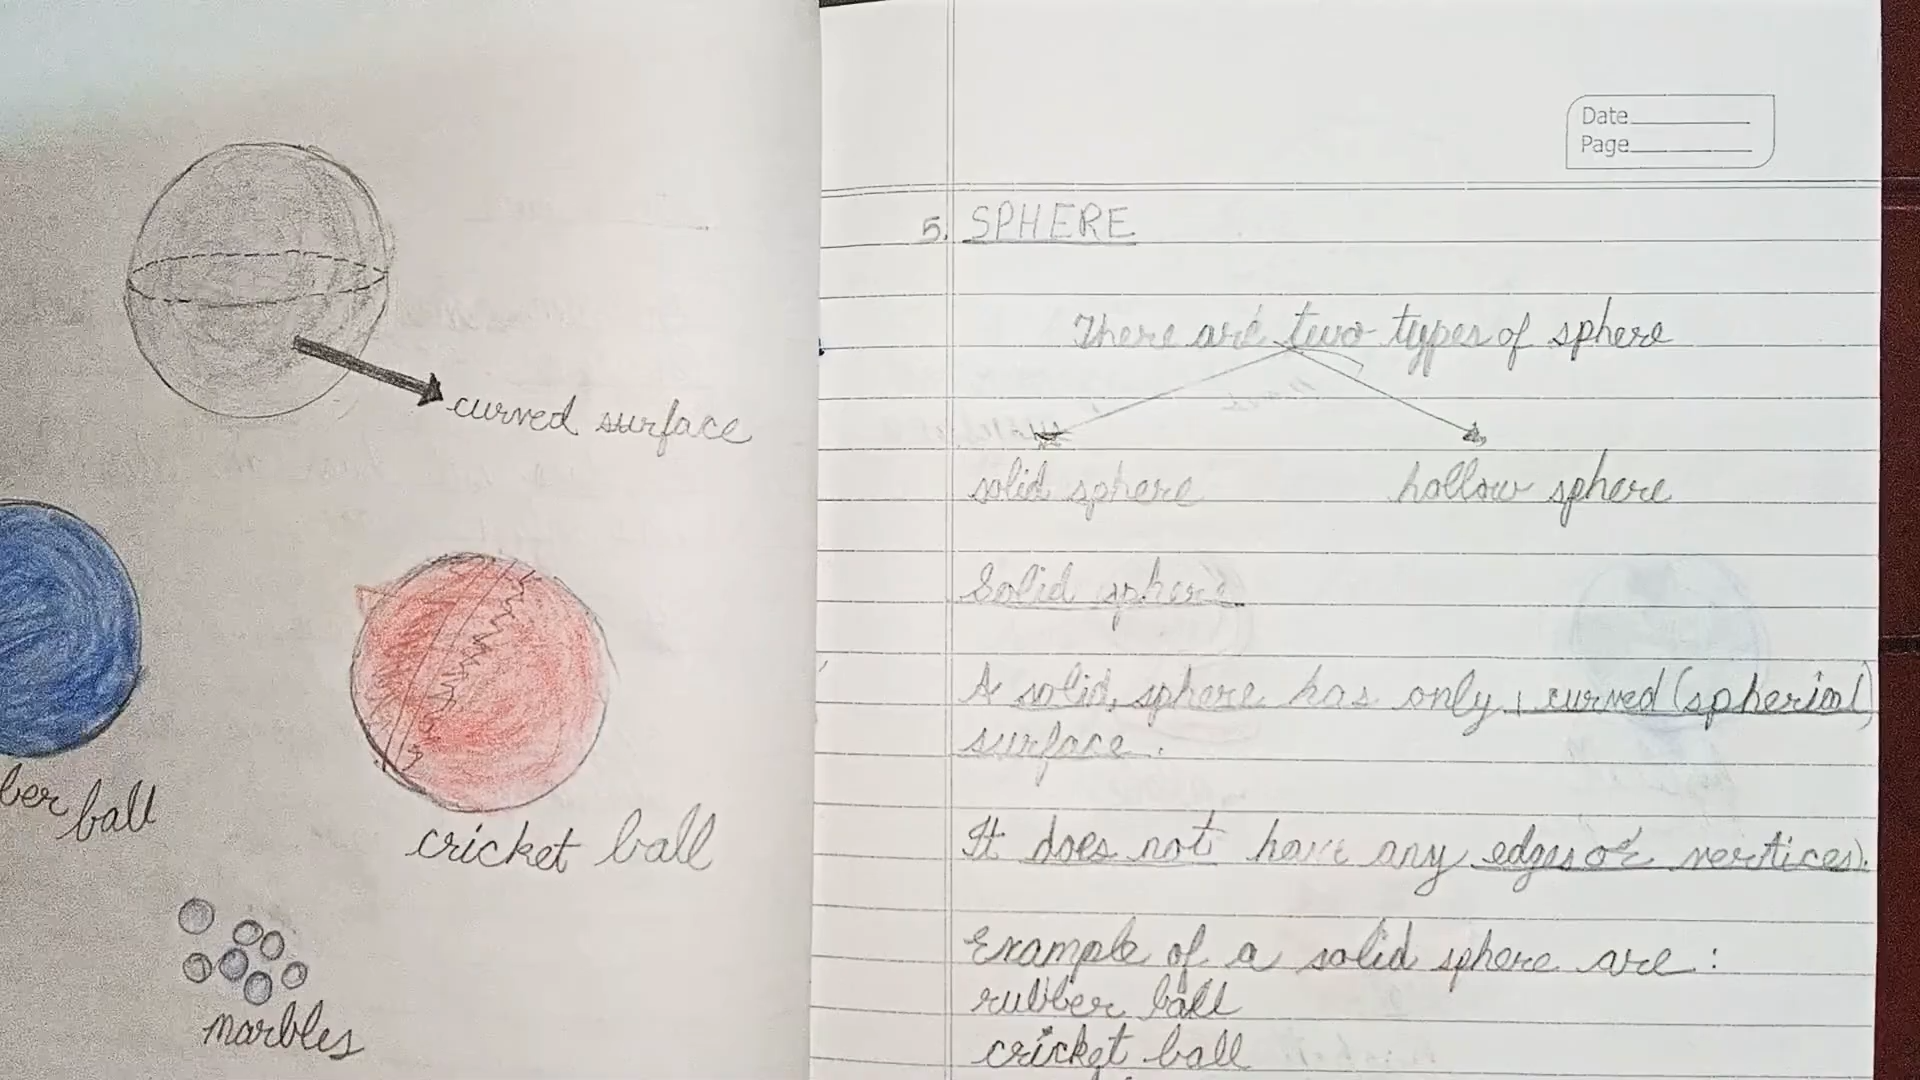 curved surface
ber ball
cricket ball
marbles
Date
Page
5. SPHERE
There are two types of sphere
solid sphere hollow sphere
Solid sphere
A solid sphere has only 1 curved (spherical)
surface.
It does not have any edges or vertices).
Example of a solid sphere are:
rubber ball
cricket ball